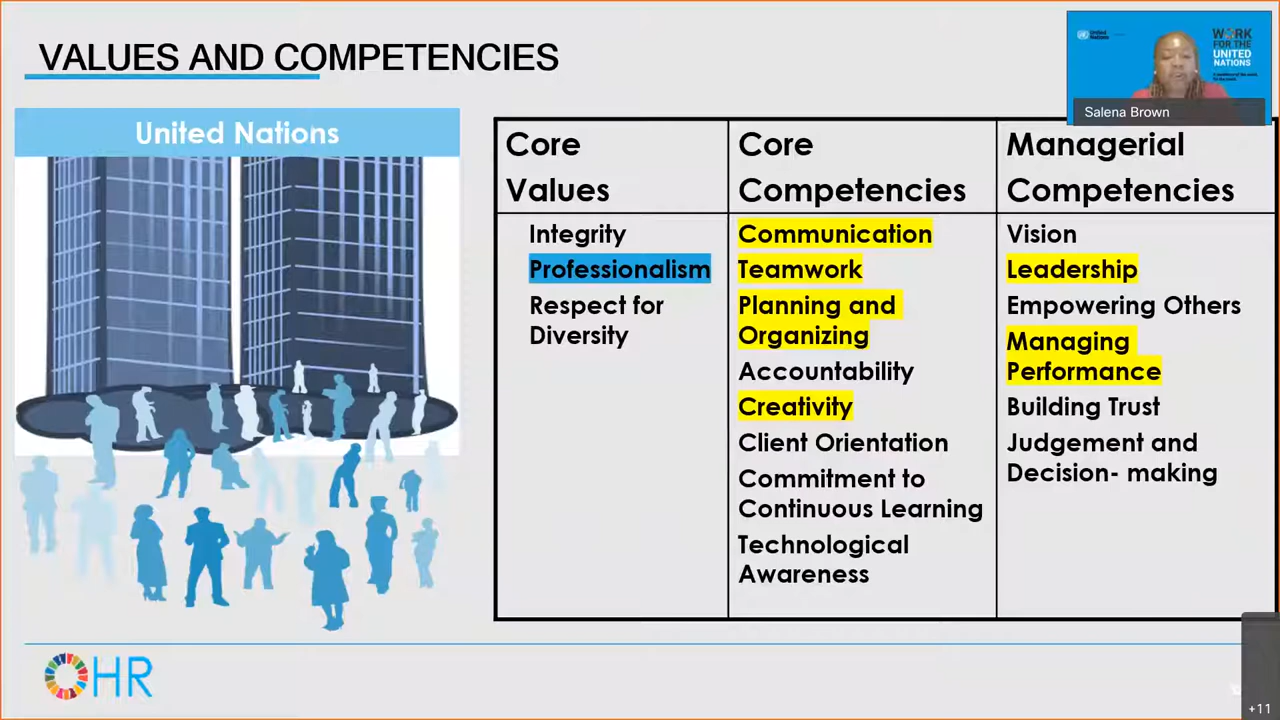 VALUES AND COMPETENCIES
United Nations
Core
Values
Integrity
Professionalism
Respect for
Diversity
Core
Competencies
Communication
Teamwork
Planning and
Organizing
Accountability
Creativity
Client Orientation
Commitment to
Continuous Learning
Technological
Awareness
Managerial
Competencies
Vision
Leadership
Empowering Others
Managing
Performance
Building Trust
Judgement and
Decision- making
United
Nations
WORK
FOR THE
UNITED
NATIONS
Salena Brown
OHR
+11